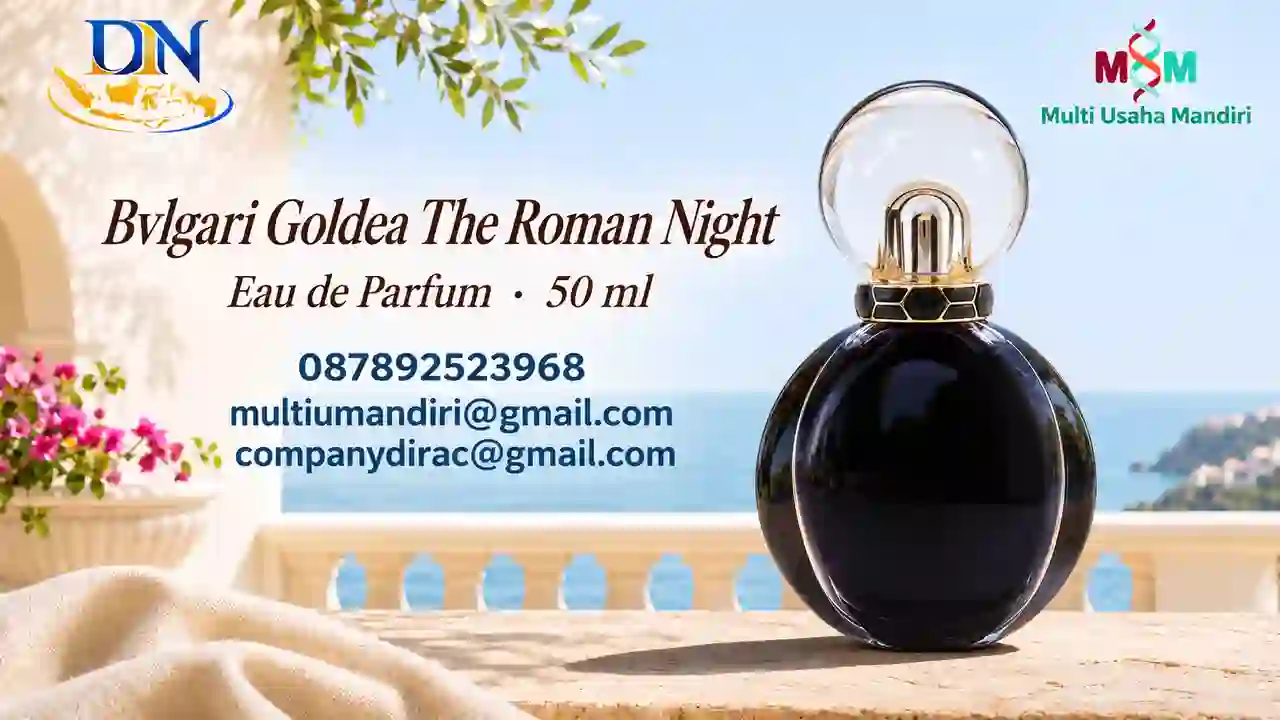 DN
MM
Multi Usaha Mandiri
Bvlgari Goldea The Roman Night
Eau de Parfum · 50 ml
087892523968
multiumandiri@gmail.com
companydirac@gmail.com